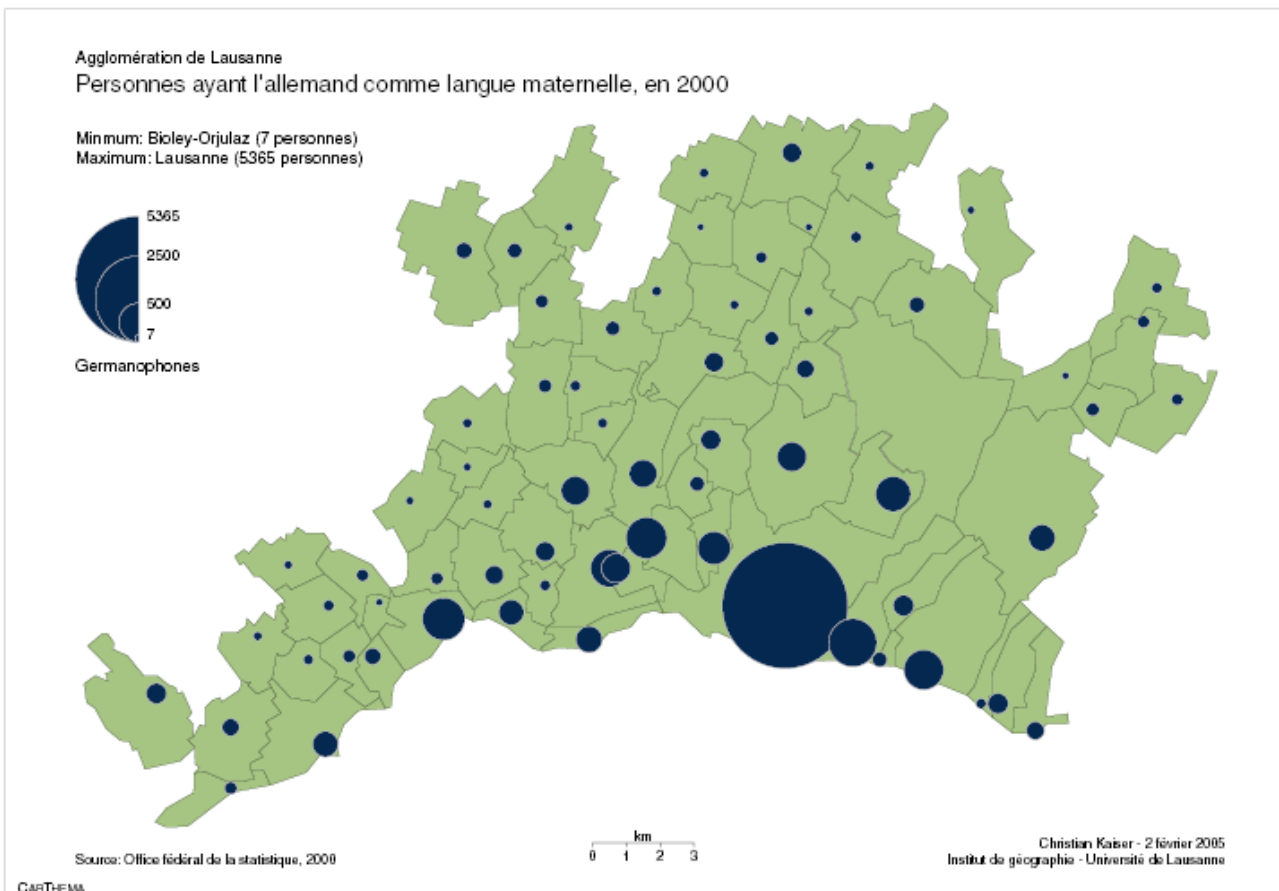 Agglomération de Lausanne
Personnes ayant l'allemand comme langue maternelle, en 2000
Minmum: Bioley-Orjulaz (7 personnes)
Maximum: Lausanne (5365 personnes)
5365
2500
500
7
Germanophones
km
0 1 2 3
Source: Office fédéral de la statistique, 2000
Christian Kaiser - 2 février 2005
Institut de géographie - Université de Lausanne
CARTHEMA